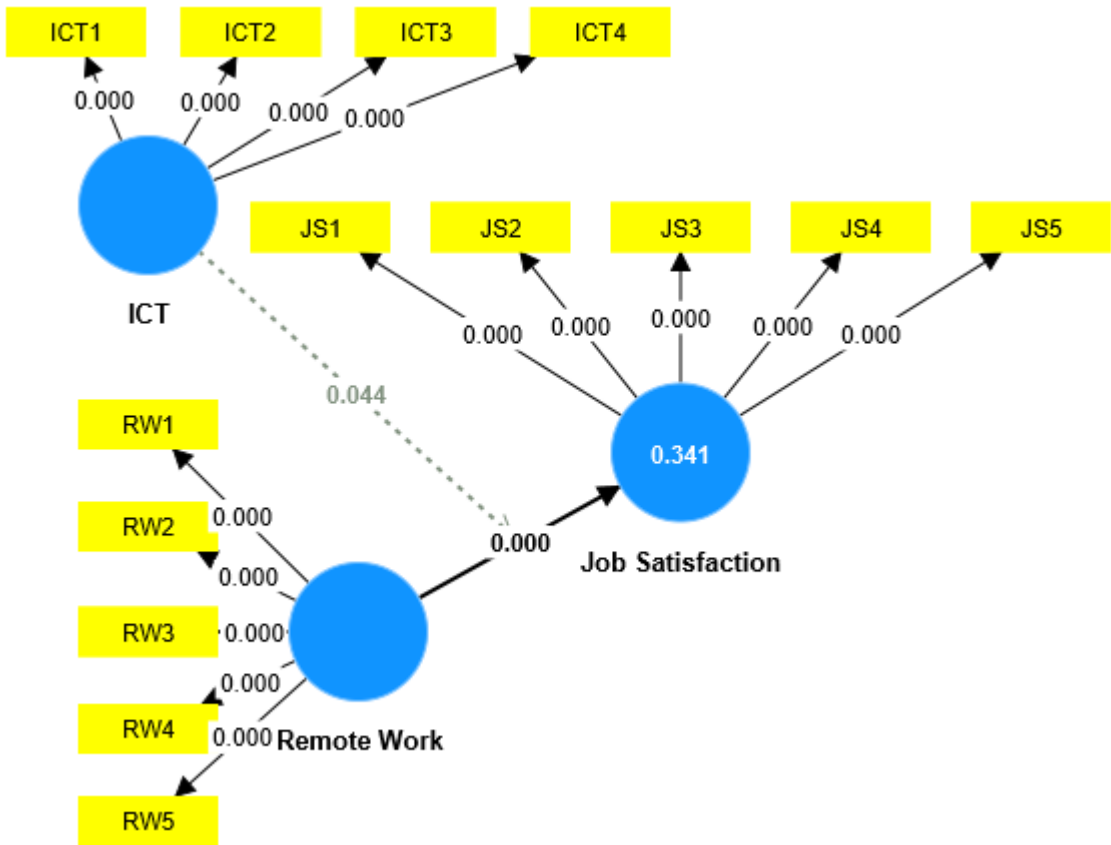 ICT1 ICT2 ICT3 ICT4
0.000 0.000 0.000 0.000
ICT
JS1 JS2 JS3 JS4 JS5
0.000 0.000 0.000 0.000 0.000
0.044
0.341
Job Satisfaction
0.000
RW1
0.000
RW2
0.000
RW3
0.000
0.000
RW4
0.000
Remote Work
RW5